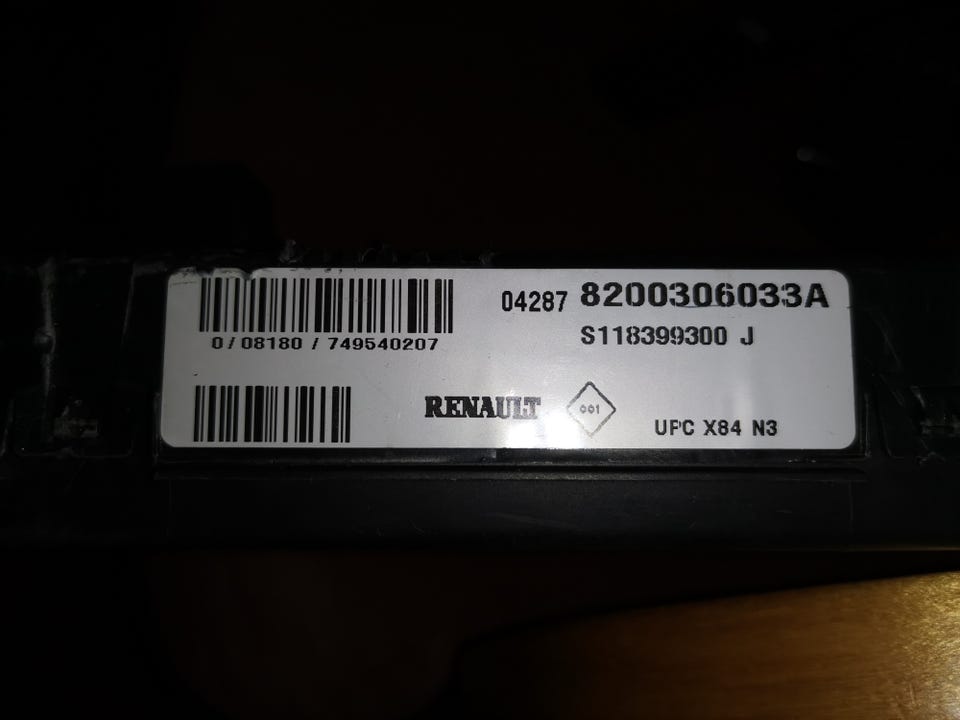 04287 8200306033A
S118399300 J
0/08180/749540207
RENAULT 001
UPC X84 N3